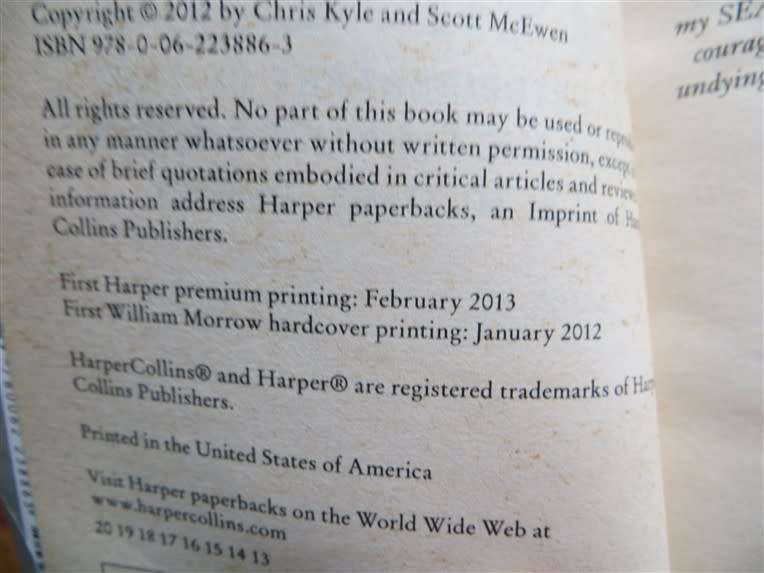 Copyright © 2012 by Chris Kyle and Scott McEwen
ISBN 978-0-06-223886-3
All rights reserved. No part of this book may be used or
in any manner whatsoever without written permission,
case of brief quotations embodied in critical articles and
information address Harper paperbacks, an Imprint of
Collins Publishers.
First Harper premium printing: February 2013
First William Morrow hardcover printing: January 2012
HarperCollins® and Harper® are registered trademarks of
Collins Publishers.
Printed in the United States of America
Visit Harper paperbacks on the World Wide Web at
www.harpercollins.com
20 19 18 17 16 15 14 13
my
undying